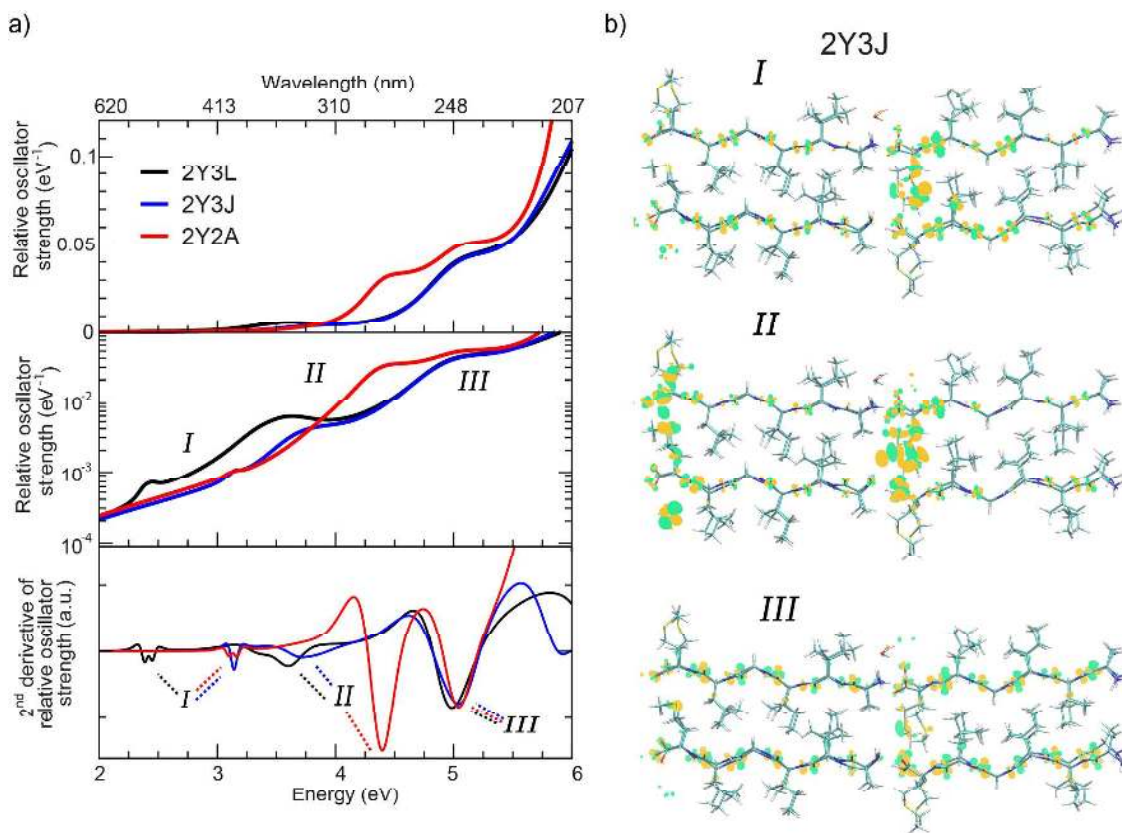 a)
Wavelength (nm)
620 413 310 248 207
Relative oscillator
strength (eV⁻¹)
0.1
0.05
0
2Y3L
2Y3J
2Y2A
Relative oscillator
strength (eV⁻¹)
10⁻²
10⁻³
10⁻⁴
I
II
III
2ⁿᵈ derivative of
relative oscillator
strength (a.u.)
I
II
III
2 3 4 5 6
Energy (eV)
b)
2Y3J
I
II
III